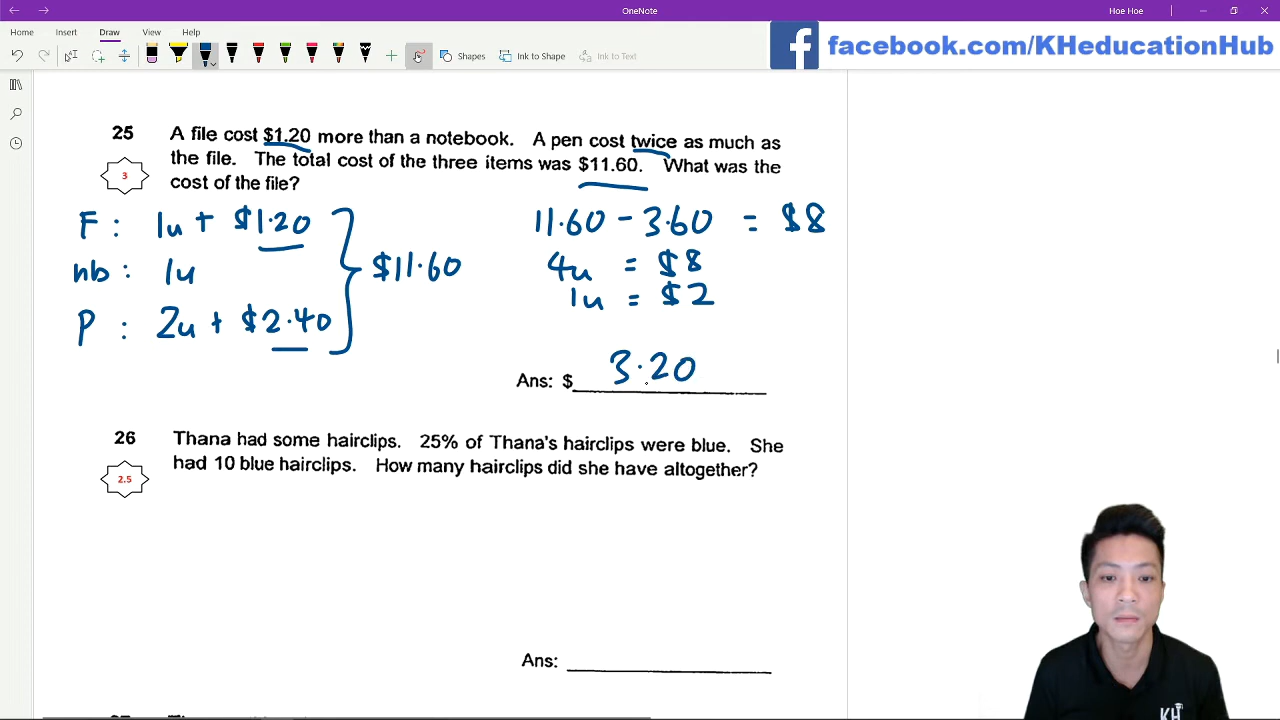 OneNote
Hoe Hoe
Home Insert Draw View Help
Shapes Ink to Shape Ink to Text
facebook.com/KHeducationHub
25 A file cost $1.20 more than a notebook. A pen cost twice as much as
3 the file. The total cost of the three items was $11.60. What was the
cost of the file?
F : 1u + $1.20
nb : 1u
P : 2u + $2.40
$11.60
11.60 - 3.60 = $8
4u = $8
1u = $2
Ans: $ 3.20
26 Thana had some hairclips. 25% of Thana's hairclips were blue. She
2.5 had 10 blue hairclips. How many hairclips did she have altogether?
Ans:
KH